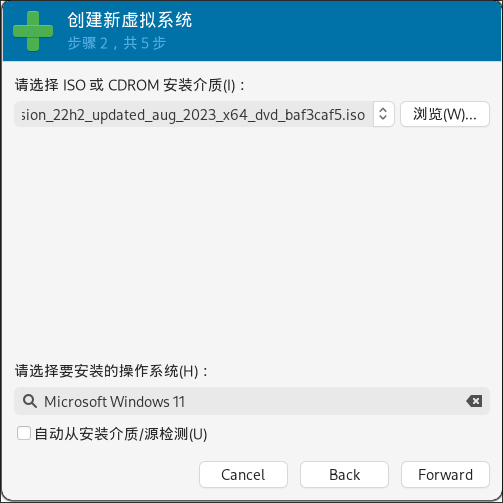 创建新虚拟系统
步骤 2，共 5 步
请选择 ISO 或 CDROM 安装介质(I)：
sion_22h2_updated_aug_2023_x64_dvd_baf3caf5.iso
浏览(W)...
请选择要安装的操作系统(H)：
Microsoft Windows 11
自动从安装介质/源检测(U)
Cancel
Back
Forward